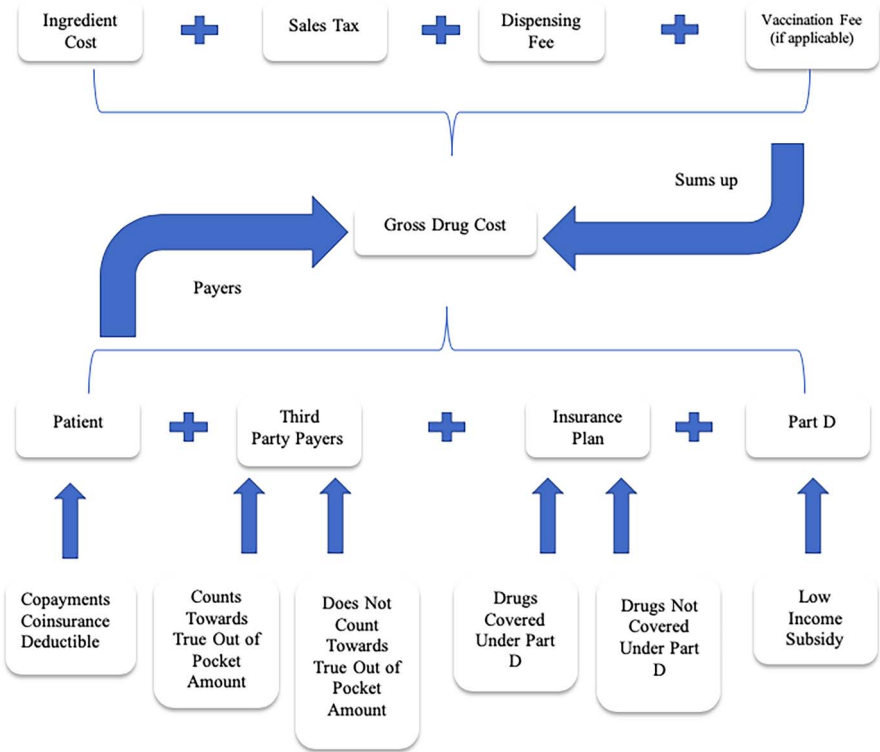 Ingredient
Cost
Sales Tax
Dispensing
Fee
Vaccination Fee
(if applicable)
Sums up
Gross Drug Cost
Payers
Patient
Third
Party Payers
Insurance
Plan
Part D
Copayments
Coinsurance
Deductible
Counts
Towards
True Out of
Pocket
Amount
Does Not
Count
Towards
True Out of
Pocket
Amount
Drugs
Covered
Under Part
D
Drugs Not
Covered
Under Part
D
Low
Income
Subsidy